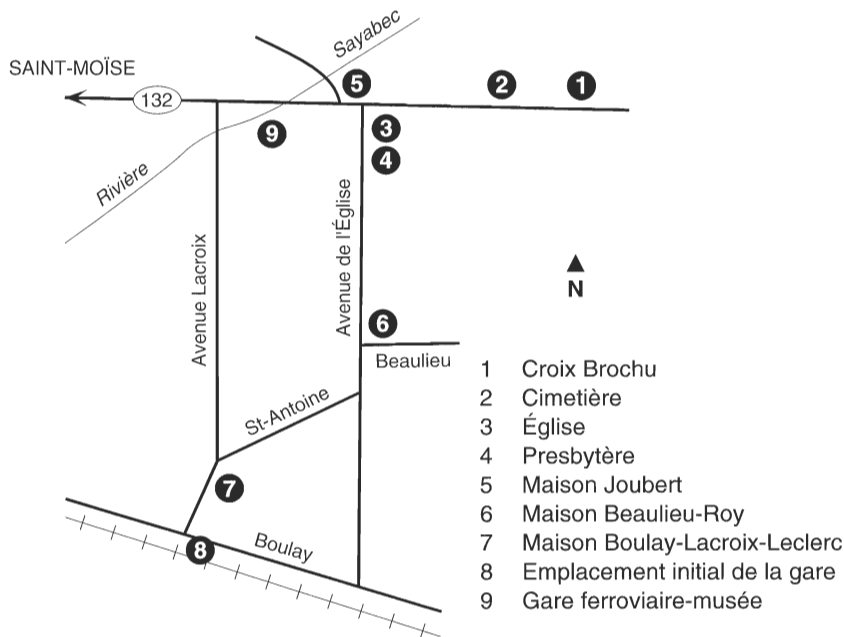 Sayabec
SAINT-MOÏSE
132
5
2
1
9
3
4
Rivière
Avenue Lacroix
Avenue de l'Église
N
6
Beaulieu
St-Antoine
7
8
Boulay
1 Croix Brochu
2 Cimetière
3 Église
4 Presbytère
5 Maison Joubert
6 Maison Beaulieu-Roy
7 Maison Boulay-Lacroix-Leclerc
8 Emplacement initial de la gare
9 Gare ferroviaire-musée